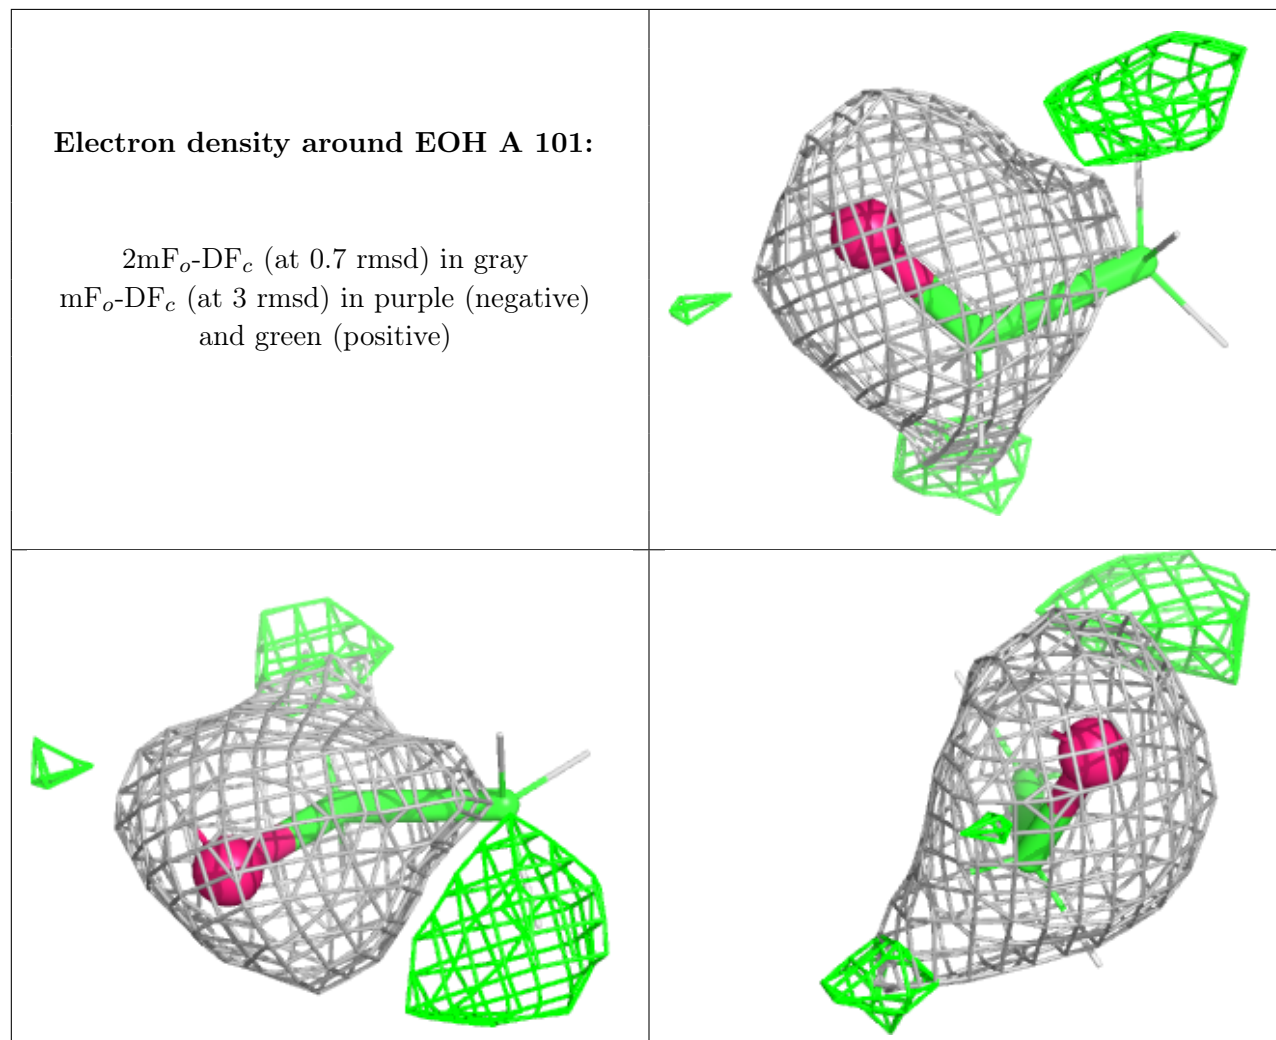 Electron density around EOH A 101:
2mFo-DFc (at 0.7 rmsd) in gray
mFo-DFc (at 3 rmsd) in purple (negative)
and green (positive)